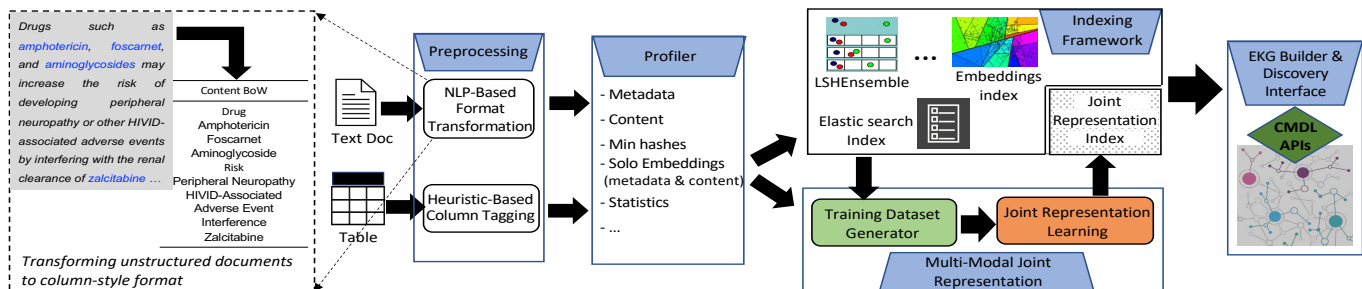 Drugs such as
amphotericin, foscarnet,
and aminoglycosides may
increase the risk of
developing peripheral
neuropathy or other HIVID-
associated adverse events
by interfering with the renal
clearance of zalcitabine ...
Content BoW
Drug
Amphotericin
Foscarnet
Aminoglycoside
Risk
Peripheral Neuropathy
HIVID-Associated
Adverse Event
Interference
Zalcitabine
Transforming unstructured documents
to column-style format
Text Doc
Table
Preprocessing
NLP-Based
Format
Transformation
Heuristic-Based
Column Tagging
Profiler
- Metadata
- Content
- Min hashes
- Solo Embeddings
(metadata & content)
- Statistics
- ...
Indexing
Framework
LSHEnsemble
...
Embeddings
index
Elastic search
Index
Joint
Representation
Index
Training Dataset
Generator
Joint Representation
Learning
Multi-Modal Joint
Representation
EKG Builder &
Discovery
Interface
CMDL
APIs